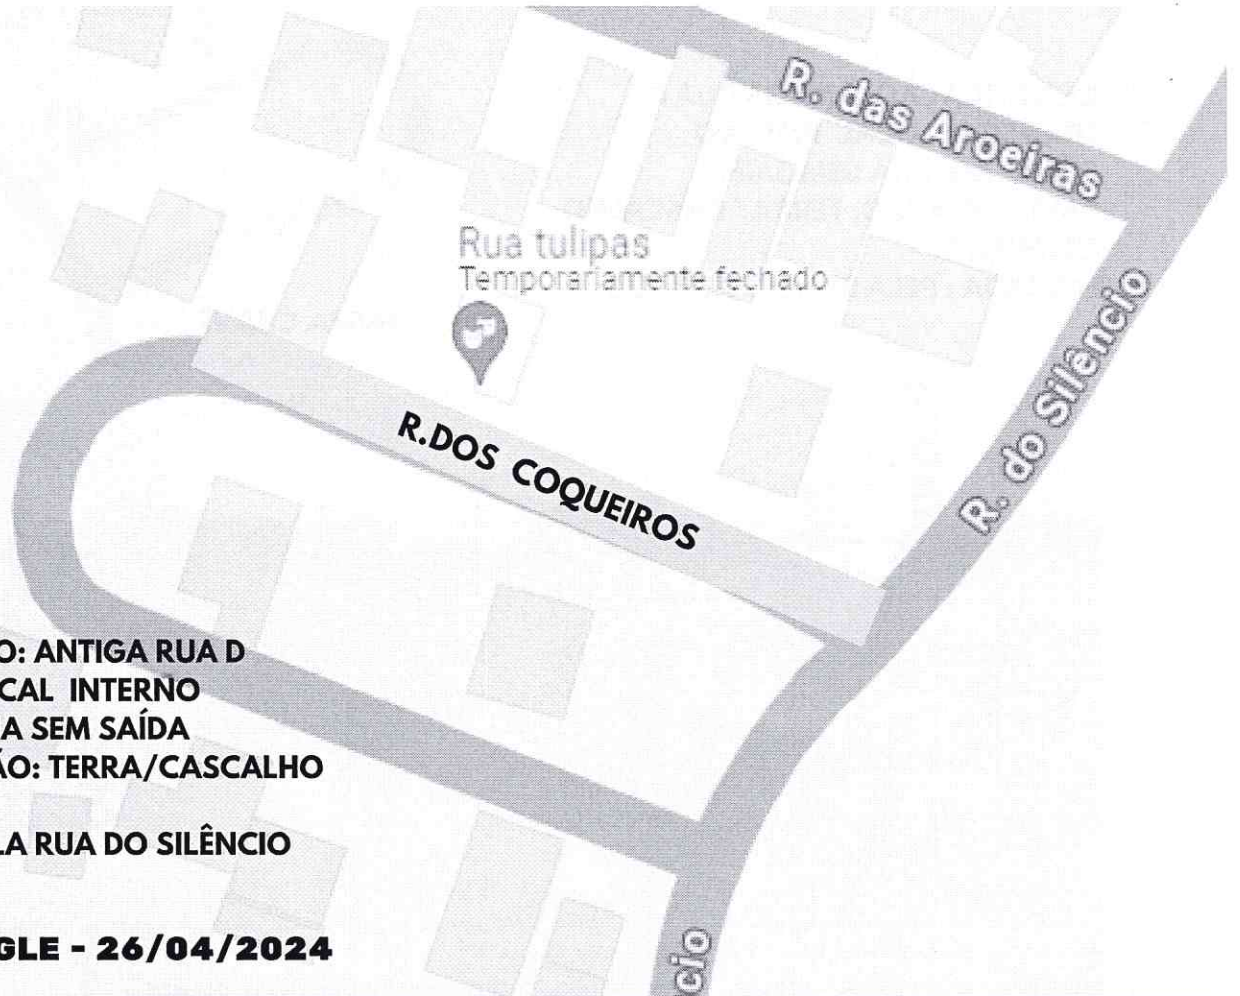 R. das Aroeiras
Rua tulipas
Temporariamente fechado
R. do Silêncio
R.DOS COQUEIROS
O: ANTIGA RUA D
CAL INTERNO
A SEM SAÍDA
ÃO: TERRA/CASCALHO
LA RUA DO SILÊNCIO
GLE - 26/04/2024
cio